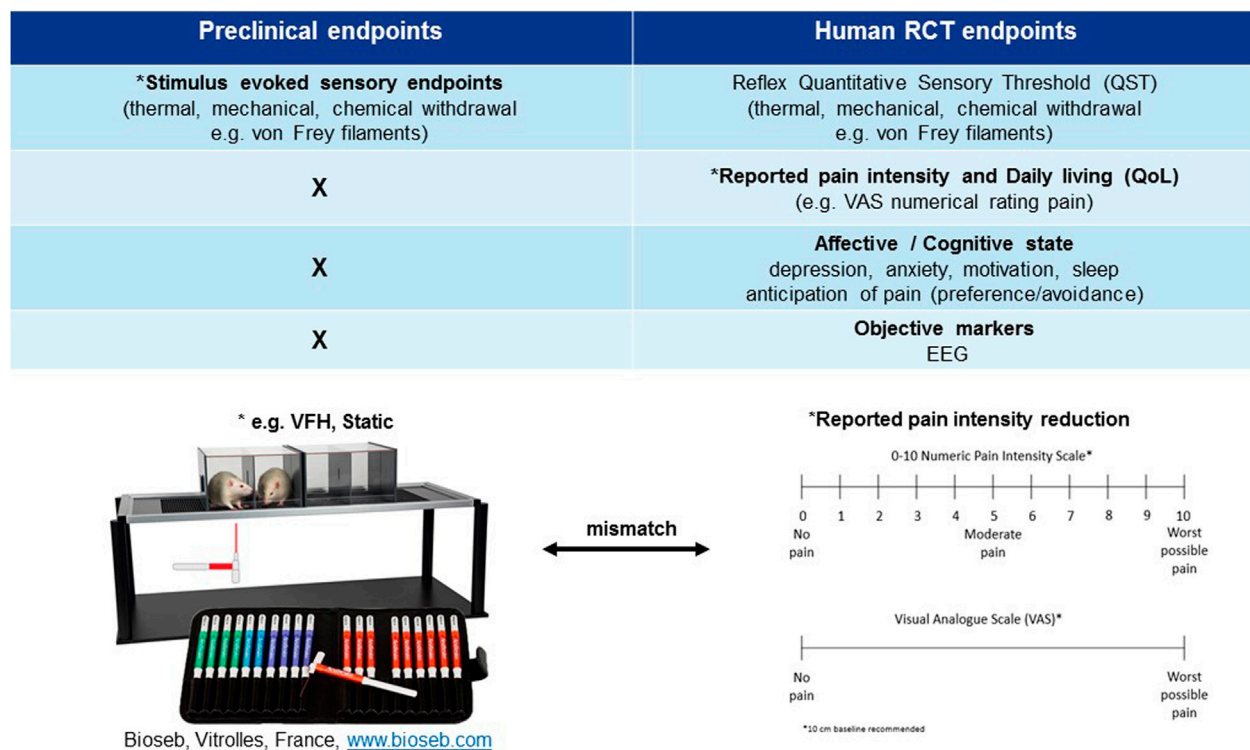 Preclinical endpoints
Human RCT endpoints
*Stimulus evoked sensory endpoints
(thermal, mechanical, chemical withdrawal
e.g. von Frey filaments)
Reflex Quantitative Sensory Threshold (QST)
(thermal, mechanical, chemical withdrawal
e.g. von Frey filaments)
X
*Reported pain intensity and Daily living (QoL)
(e.g. VAS numerical rating pain)
X
Affective / Cognitive state
depression, anxiety, motivation, sleep
anticipation of pain (preference/avoidance)
X
Objective markers
EEG
* e.g. VFH, Static
mismatch
Bioseb, Vitrolles, France, www.bioseb.com
*Reported pain intensity reduction
0-10 Numeric Pain Intensity Scale*
0 1 2 3 4 5 6 7 8 9 10
No pain
Moderate pain
Worst possible pain
Visual Analogue Scale (VAS)*
No pain
Worst possible pain
*10 cm baseline recommended